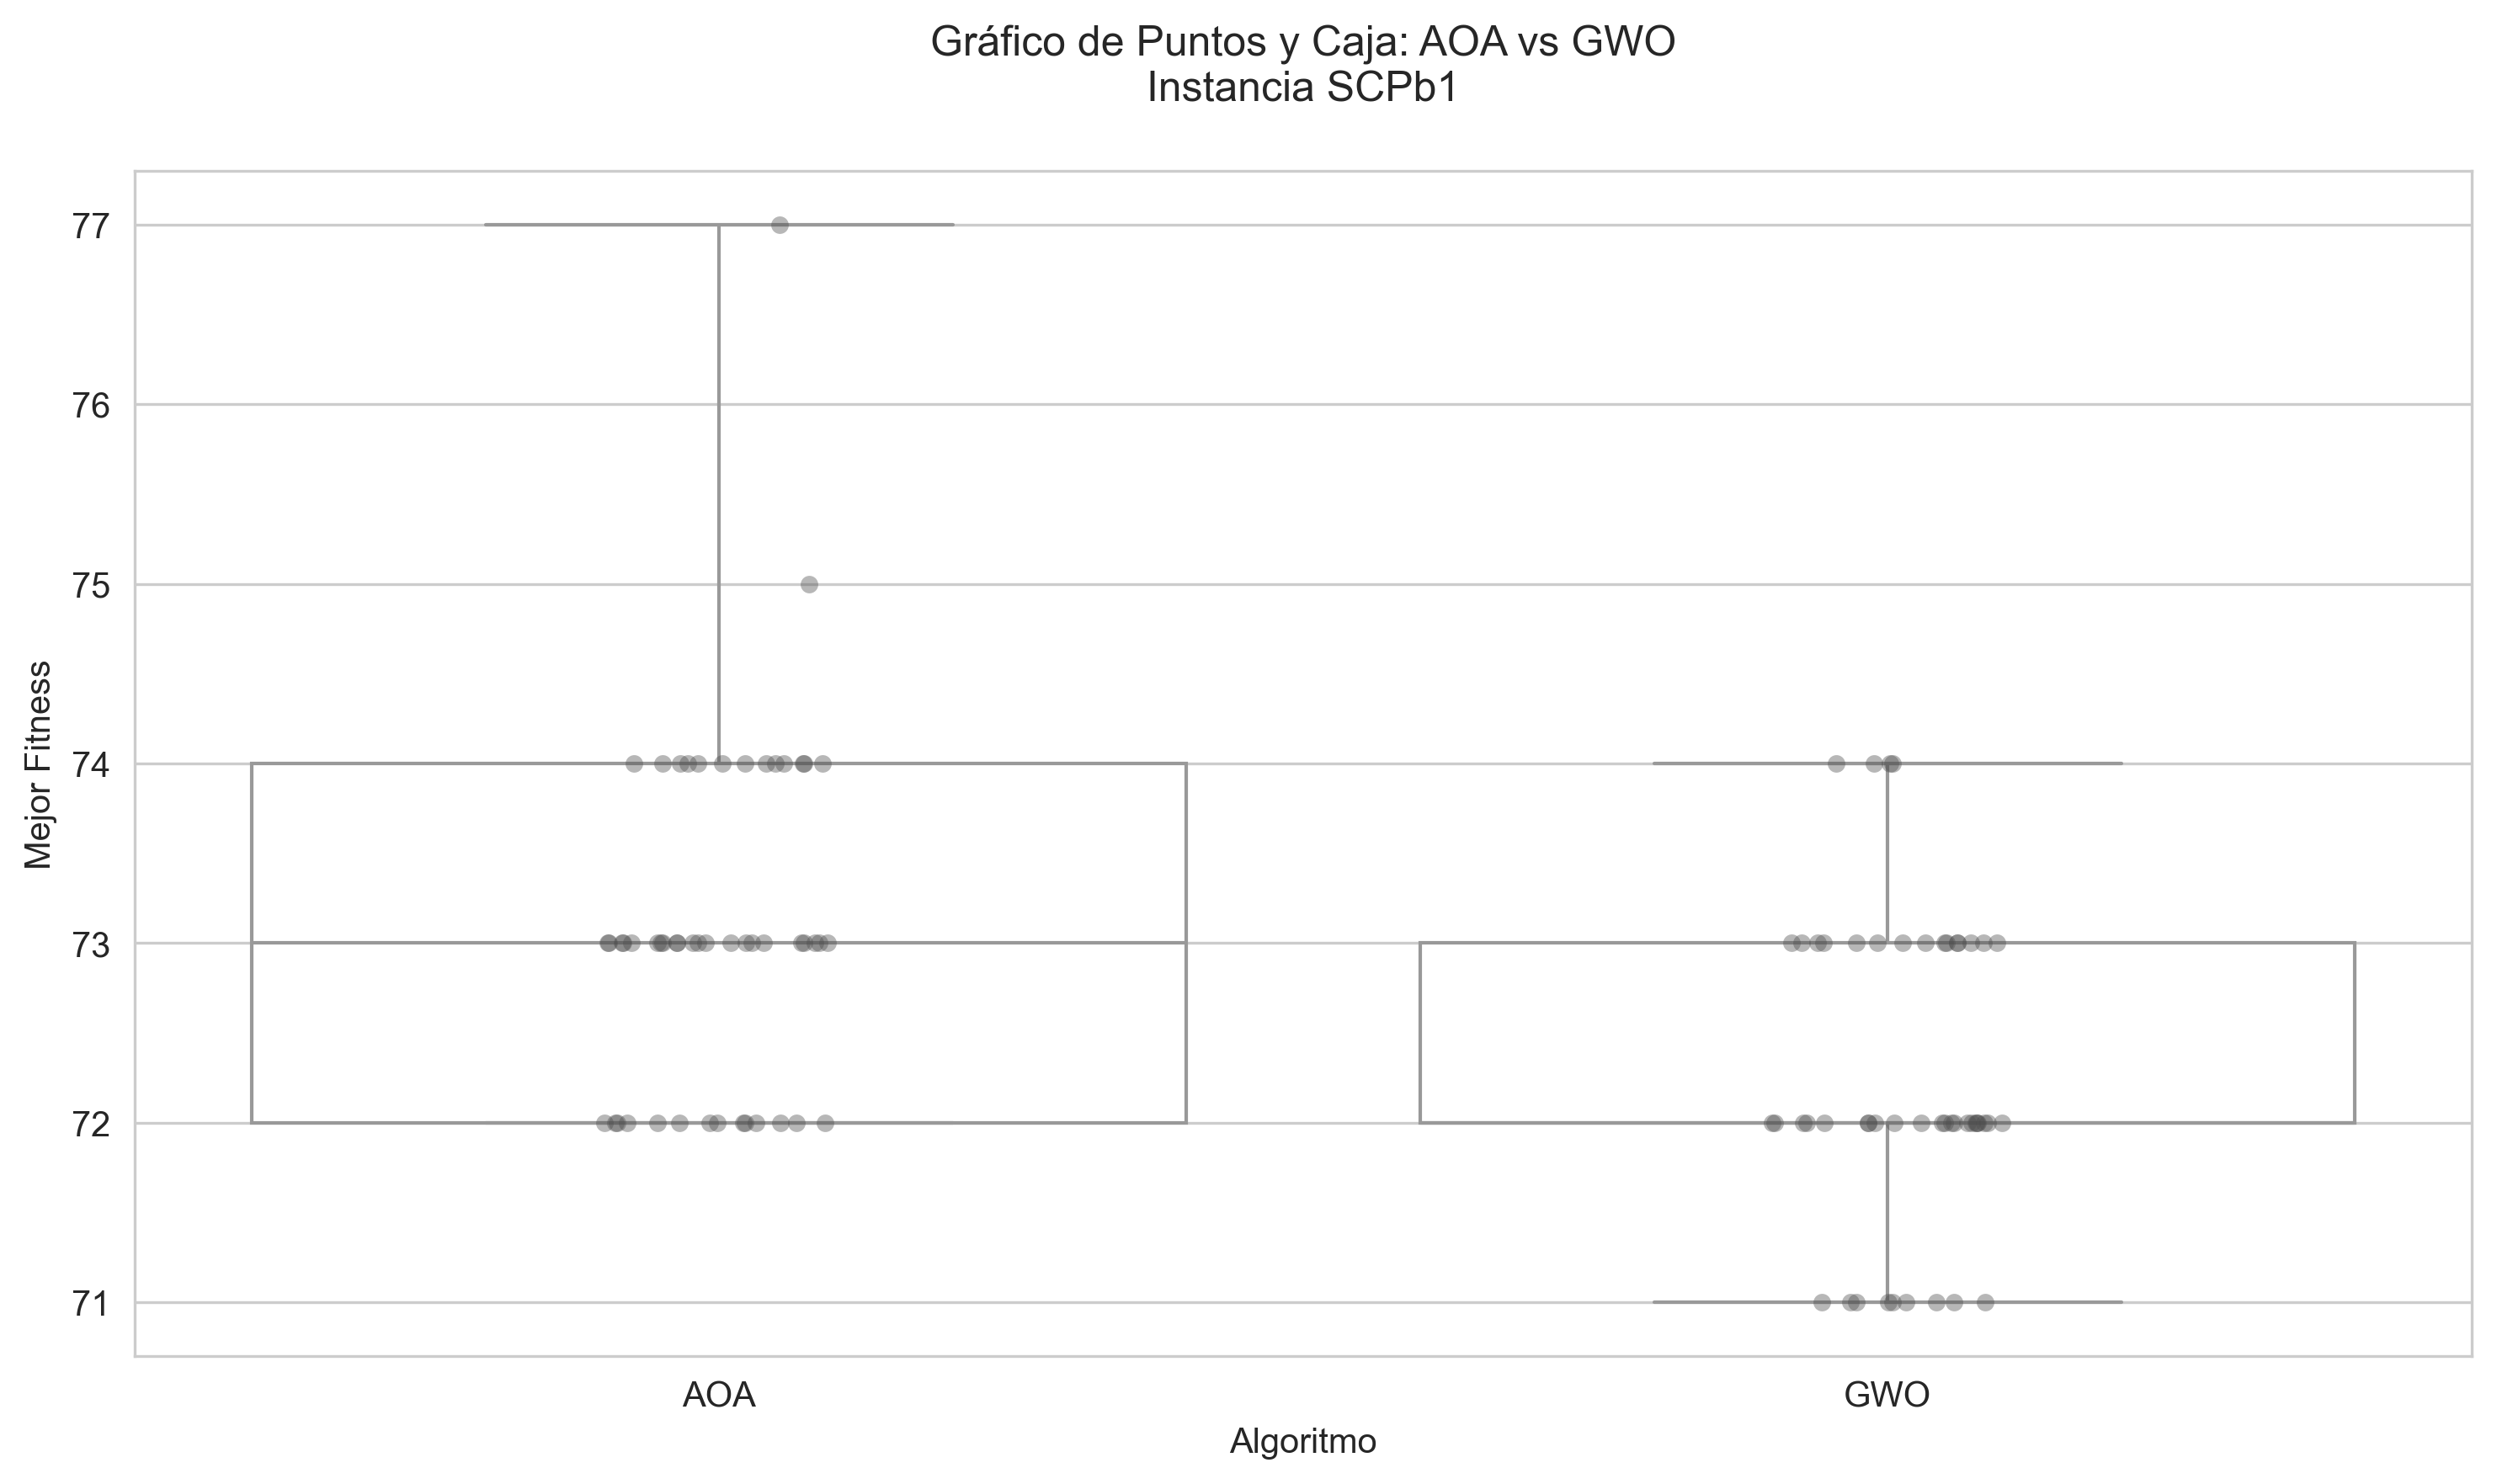 Gráfico de Puntos y Caja: AOA vs GWO
Instancia SCPb1
77
76
75
74
73
72
71
Mejor Fitness
AOA
GWO
Algoritmo